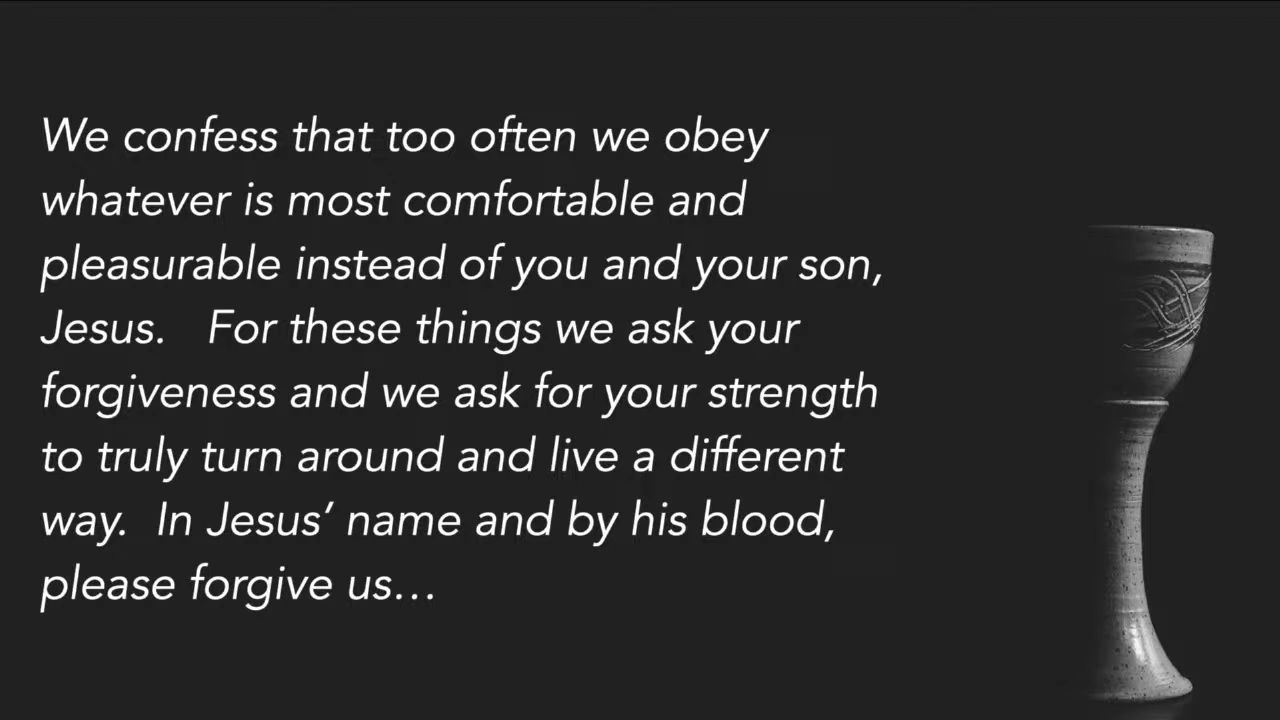 We confess that too often we obey
whatever is most comfortable and
pleasurable instead of you and your son,
Jesus.   For these things we ask your
forgiveness and we ask for your strength
to truly turn around and live a different
way.  In Jesus’ name and by his blood,
please forgive us…